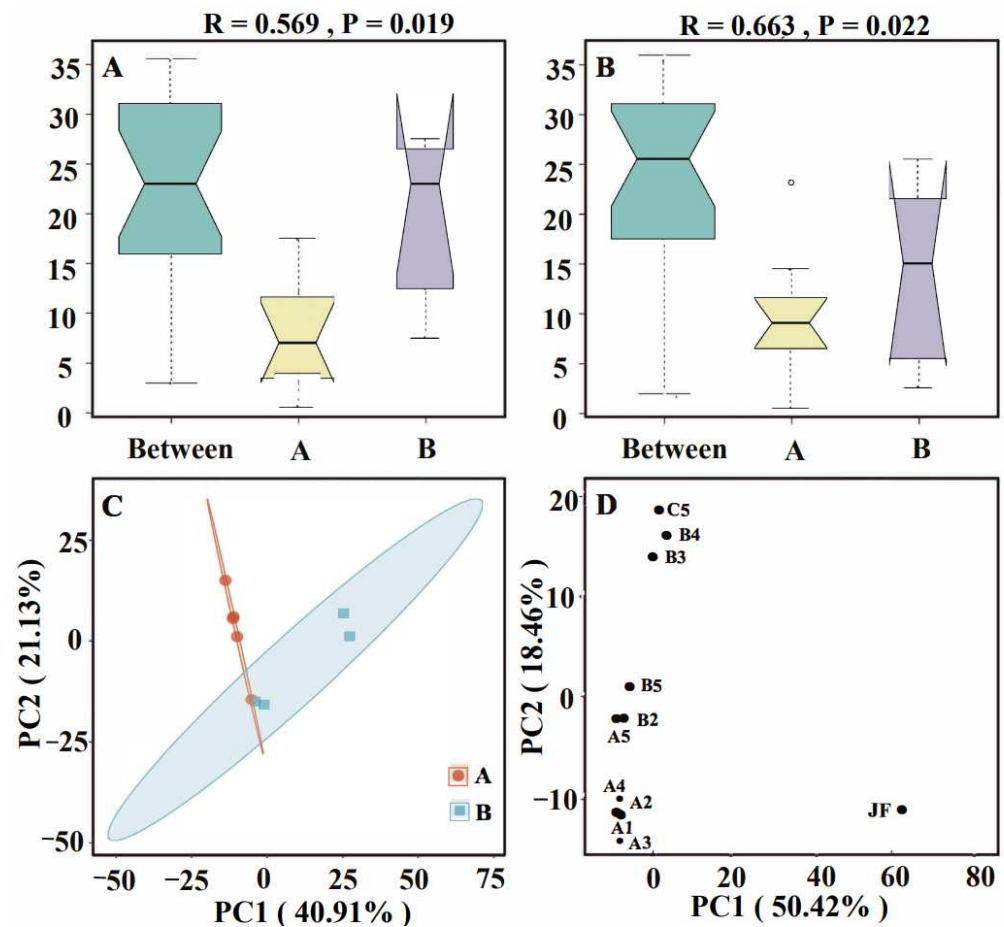 R = 0.569 , P = 0.019
A
35
30
25
20
15
10
5
0
Between
A
B
R = 0.663 , P = 0.022
B
35
30
25
20
15
10
5
0
Between
A
B
C
25
0
−25
−50
PC2 ( 21.13% )
A
B
−50
−25
0
25
50
75
PC1 ( 40.91% )
D
20
10
0
−10
PC2 ( 18.46% )
C5
B4
B3
B5
B2
A5
A4
A2
A1
A3
JF
0
20
40
60
80
PC1 ( 50.42% )